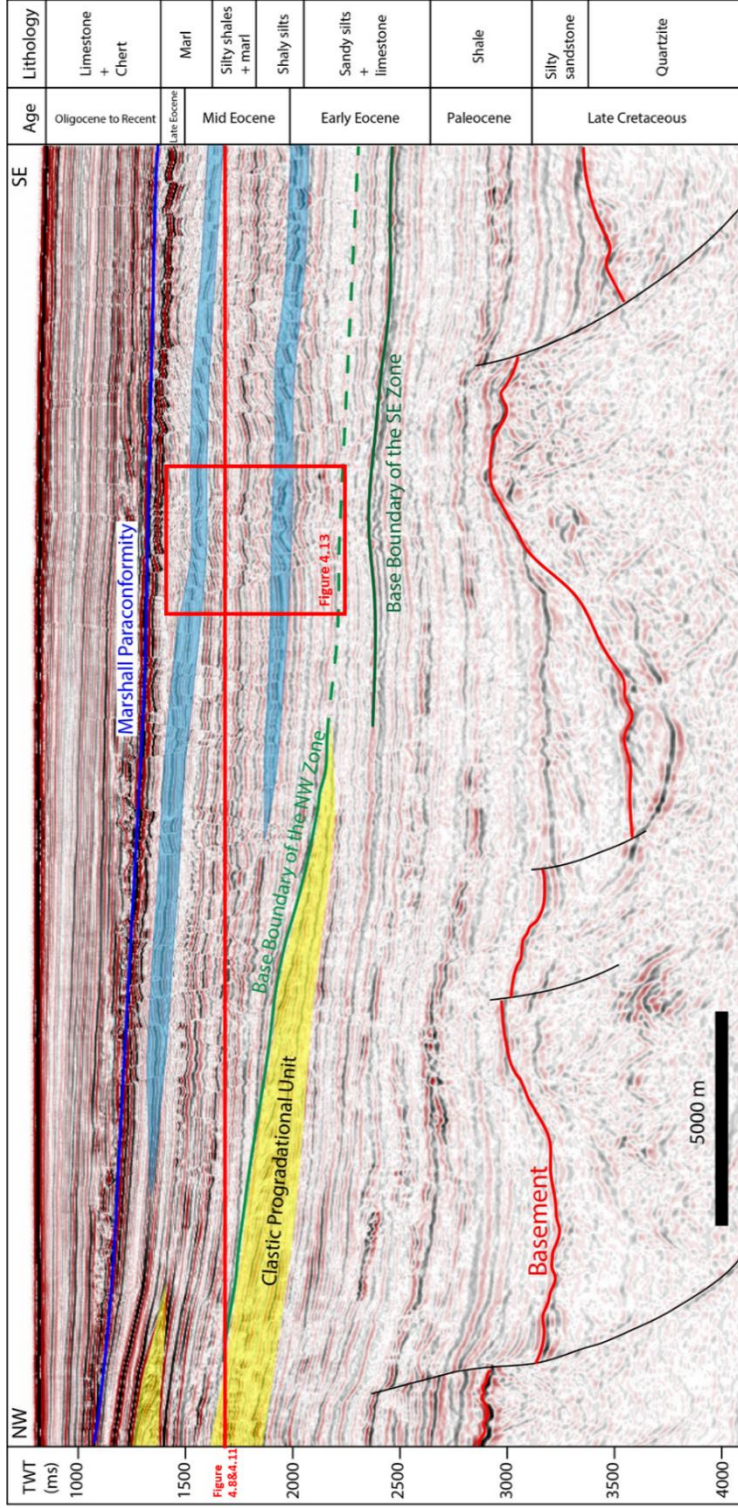 TWT
(ms)
NW
SE
Age
Lithology
1000
1500
2000
2500
3000
3500
4000
Oligocene to Recent
Late Eocene
Mid Eocene
Early Eocene
Paleocene
Late Cretaceous
Limestone
+
Chert
Marl
Silty shales
+ marl
Shaly silts
Sandy silts
+
limestone
Shale
Silty
sandstone
Quartzite
Marshall Paraconformity
Figure
4.8&4.11
Figure 4.13
Base Boundary of the NW Zone
Base Boundary of the SE Zone
Clastic Progradational Unit
Basement
5000 m